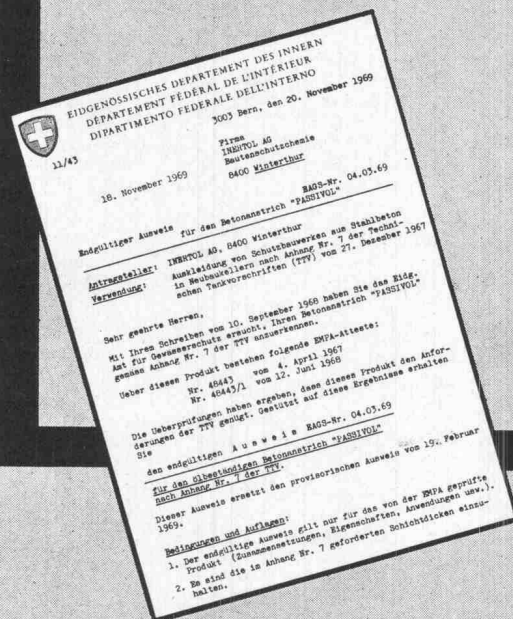 EIDGENÖSSISCHES DEPARTEMENT DES INNERN
DÉPARTEMENT FÉDÉRAL DE L'INTÉRIEUR
DIPARTIMENTO FEDERALE DELL'INTERNO
11/43
3003 Bern, den 20. November 1969
18. November 1969
Firma
INERTOL AG
Bautenschutzchemie
8400 Winterthur
BAGS-Nr. 04.03.69
Endgültiger Ausweis für den Betonanstrich "PASSIVOL"
Antragsteller: INERTOL AG, 8400 Winterthur
Verwendung: Auskleidung von Schutzbauwerken aus Stahlbeton
in Neubaukellern nach Anhang Nr. 7 der Techni-
schen Tankvorschriften (TTV) vom 27. Dezember 1967
Sehr geehrte Herren,
Mit Ihrem Schreiben vom 10. September 1968 haben Sie das Eidg.
Amt für Gewässerschutz ersucht, Ihren Betonanstrich "PASSIVOL"
gemäss Anhang Nr. 7 der TTV anzuerkennen.
Ueber dieses Produkt bestehen folgende EMPA-Atteste:
Nr. 48443 vom 4. April 1967
Nr. 48443/1 vom 12. Juni 1968
Die Ueberprüfungen haben ergeben, dass dieses Produkt den Anfor-
derungen der TTV genügt. Gestützt auf diese Ergebnisse erhalten
Sie
den endgültigen A u s w e i s BAGS-Nr. 04.03.69
für den ölbeständigen Betonanstrich "PASSIVOL"
nach Anhang Nr. 7 der TTV.
Dieser Ausweis ersetzt den provisorischen Ausweis vom 19. Februar
1969.
Bedingungen und Auflagen:
1. Der endgültige Ausweis gilt nur für das von der EMPA geprüfte
Produkt (Zusammensetzungen, Eigenschaften, Anwendungen usw.).
2. Es sind die im Anhang Nr. 7 geforderten Schichtdicken einzu-
halten.